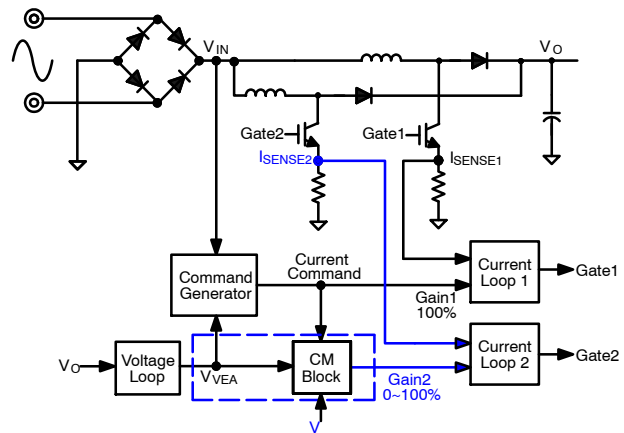 VIN
VO
Gate2
Gate1
ISENSE2
ISENSE1
Command
Generator
Current
Command
Gain1
100%
Current
Loop 1
Gate1
VO
Voltage
Loop
VVEA
CM
Block
Gain2
0~100%
Current
Loop 2
Gate2
V